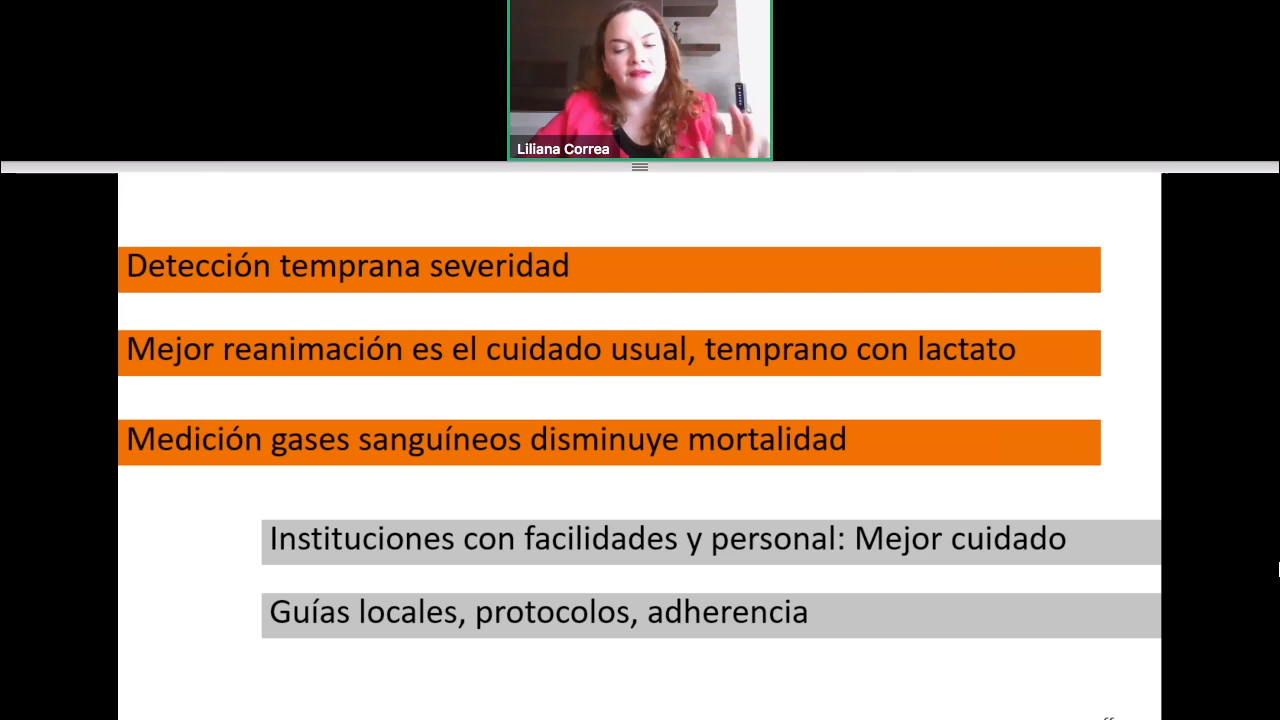 Liliana Correa
Detección temprana severidad
Mejor reanimación es el cuidado usual, temprano con lactato
Medición gases sanguíneos disminuye mortalidad
Instituciones con facilidades y personal: Mejor cuidado
Guías locales, protocolos, adherencia